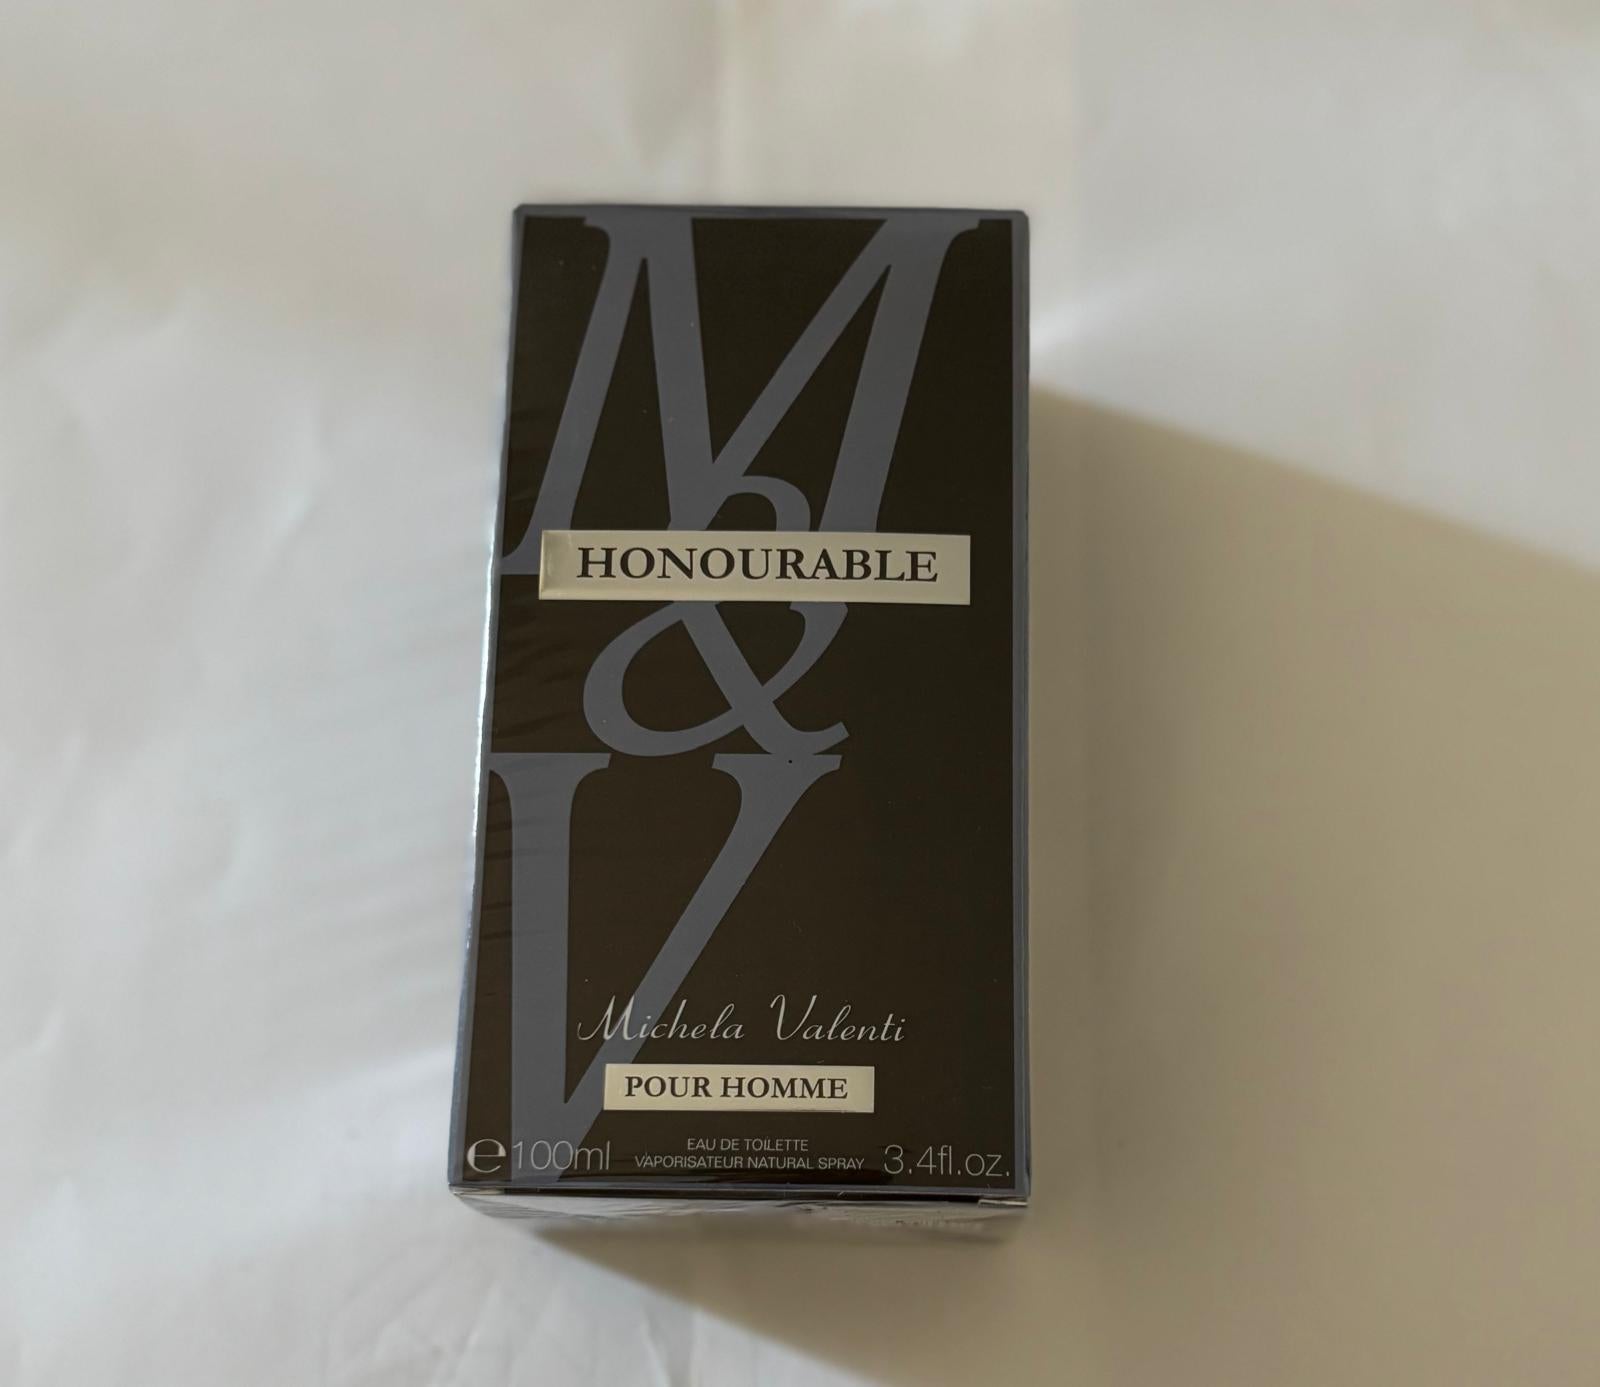 M
HONOURABLE
&
V
Michela Valenti
POUR HOMME
e 100ml
EAU DE TOILETTE
VAPORISATEUR NATURAL SPRAY
3.4fl.oz.